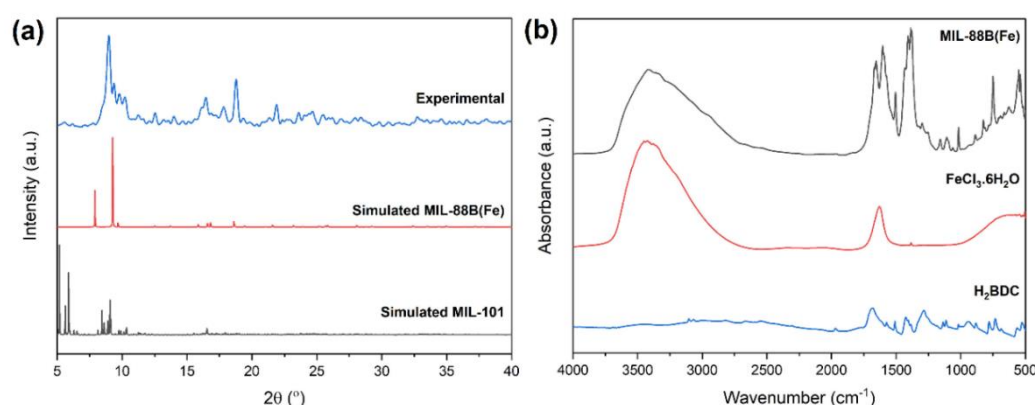 (a)
Intensity (a.u.)
Experimental
Simulated MIL-88B(Fe)
Simulated MIL-101
5 10 15 20 25 30 35 40
2θ (°)
(b)
Absorbance (a.u.)
MIL-88B(Fe)
FeCl₃.6H₂O
H₂BDC
4000 3500 3000 2500 2000 1500 1000 500
Wavenumber (cm⁻¹)